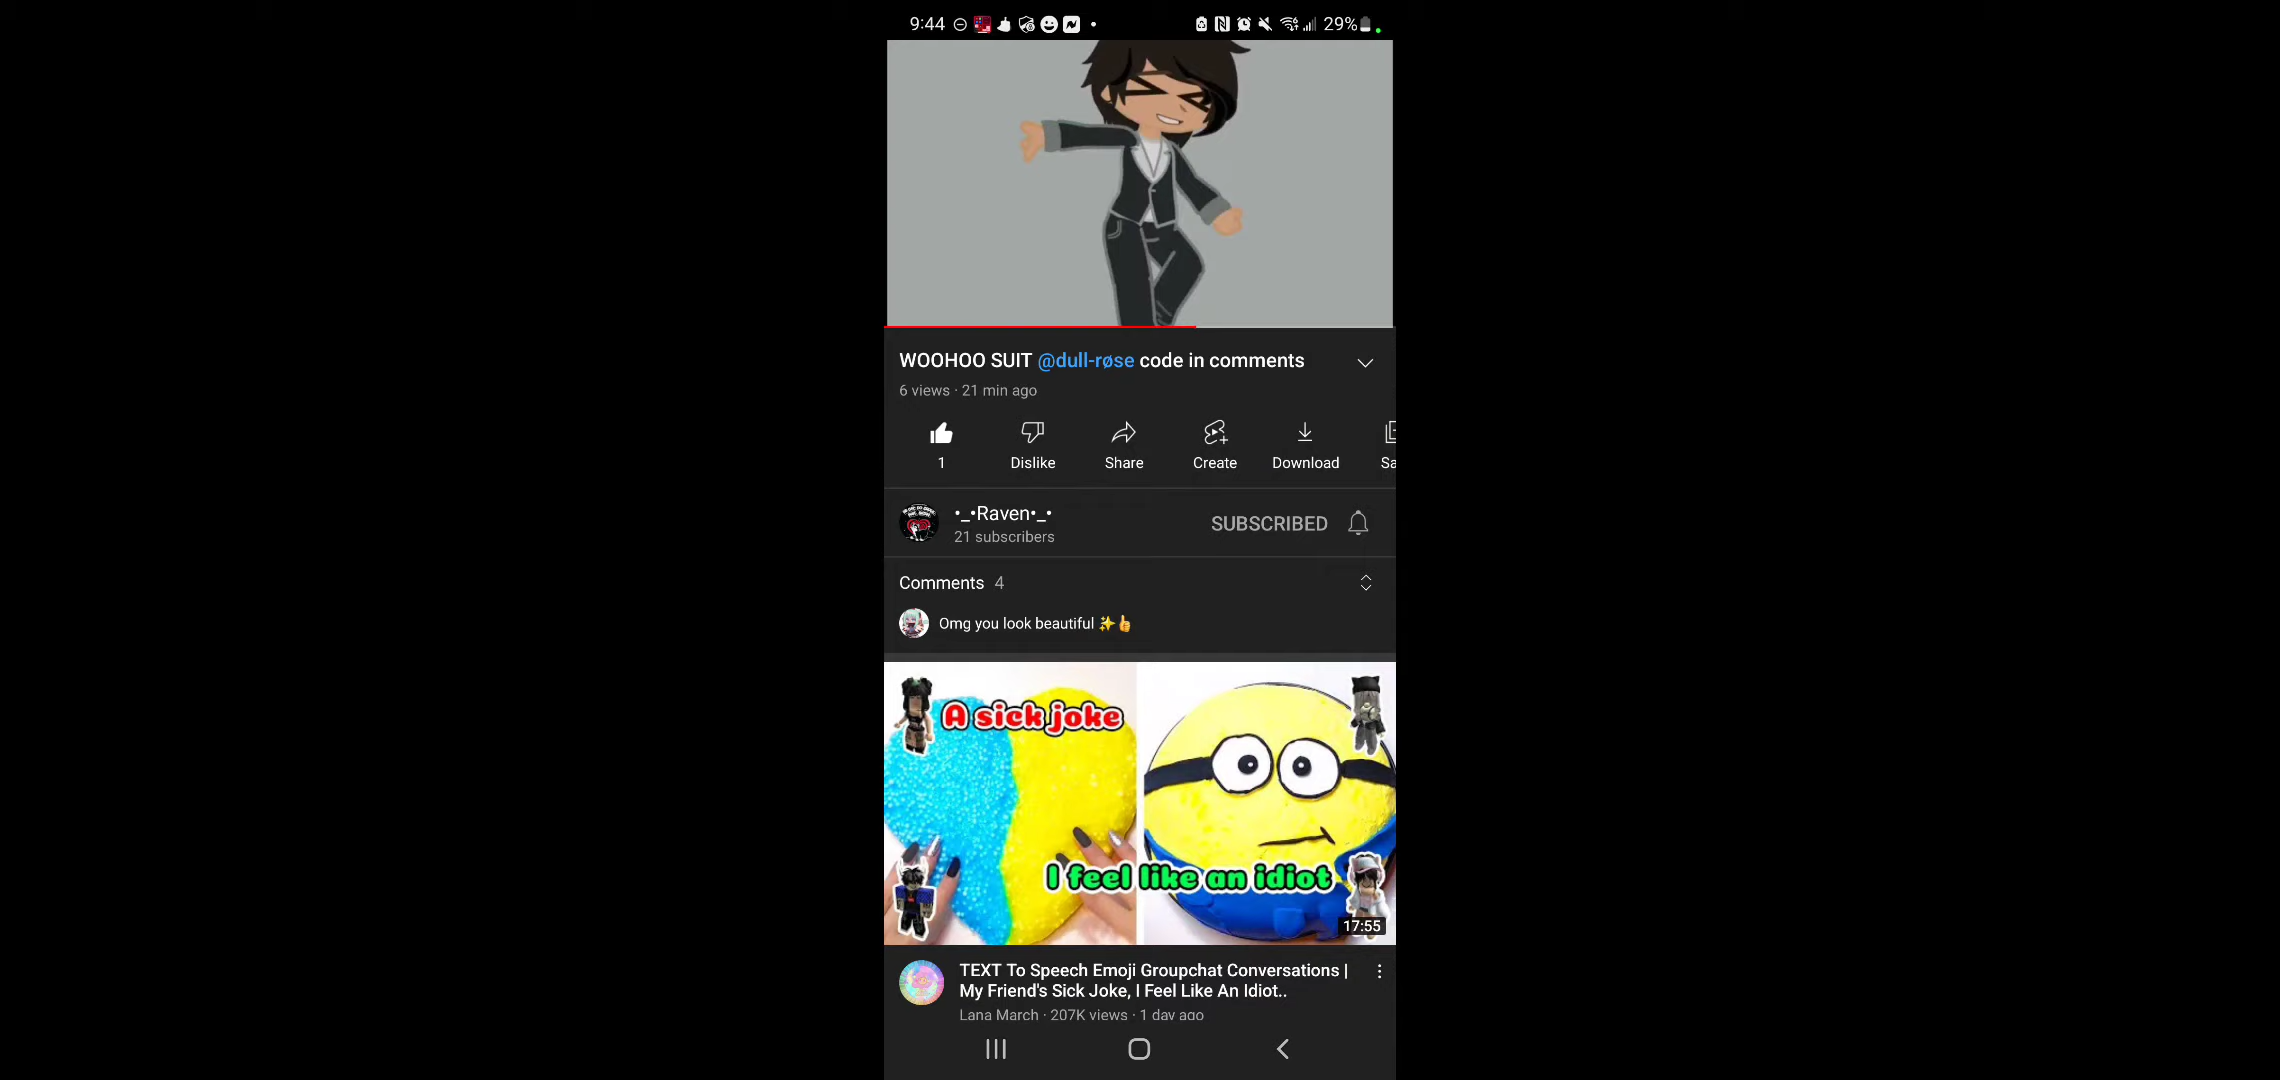 9:44
29%
WOOHOO SUIT @dull-røse code in comments
6 views · 21 min ago
1
Dislike
Share
Create
Download
Sa
•_•Raven•_•
21 subscribers
SUBSCRIBED
Comments 4
Omg you look beautiful ✨👍
A sick joke
I feel like an idiot
17:55
TEXT To Speech Emoji Groupchat Conversations |
My Friend's Sick Joke, I Feel Like An Idiot..
Lana March · 207K views · 1 day ago